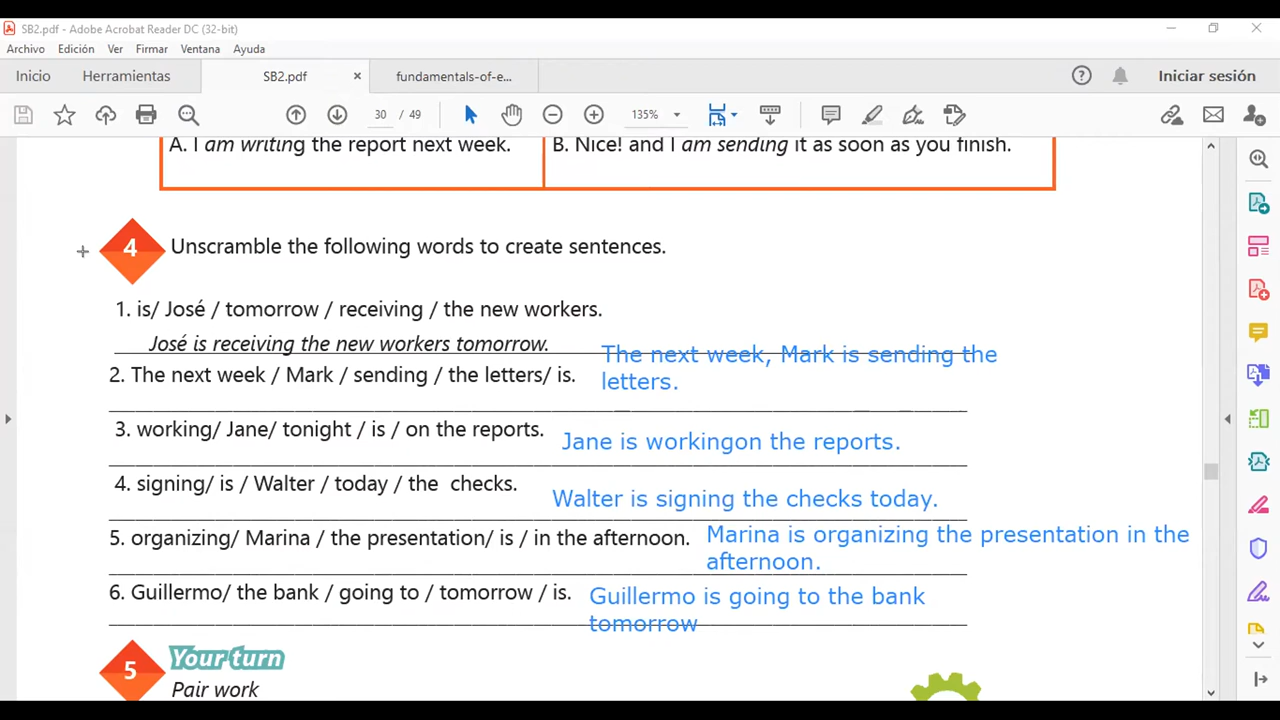 SB2.pdf - Adobe Acrobat Reader DC (32-bit)
Archivo Edición Ver Firmar Ventana Ayuda
Inicio Herramientas SB2.pdf × fundamentals-of-e... Iniciar sesión
30 / 49 135%
A. I am writing the report next week. B. Nice! and I am sending it as soon as you finish.
4 Unscramble the following words to create sentences.
1. is/ José / tomorrow / receiving / the new workers.
José is receiving the new workers tomorrow.
The next week, Mark is sending the
letters.
2. The next week / Mark / sending / the letters/ is.
3. working/ Jane/ tonight / is / on the reports.
Jane is workingon the reports.
4. signing/ is / Walter / today / the checks.
Walter is signing the checks today.
5. organizing/ Marina / the presentation/ is / in the afternoon.
Marina is organizing the presentation in the
afternoon.
6. Guillermo/ the bank / going to / tomorrow / is.
Guillermo is going to the bank
tomorrow
5 Your turn
Pair work